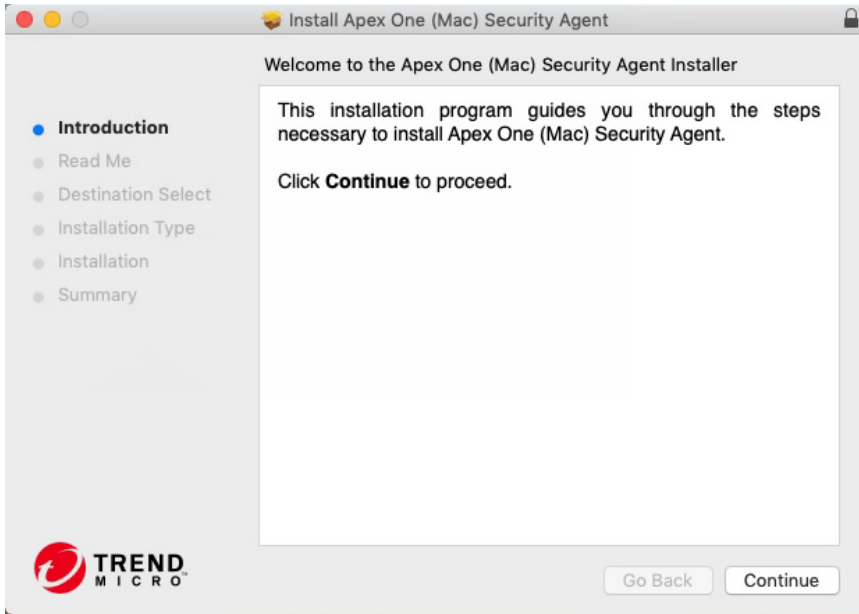 Install Apex One (Mac) Security Agent
Welcome to the Apex One (Mac) Security Agent Installer
Introduction
Read Me
Destination Select
Installation Type
Installation
Summary
This installation program guides you through the steps
necessary to install Apex One (Mac) Security Agent.
Click Continue to proceed.
TREND
MICRO™
Go Back
Continue